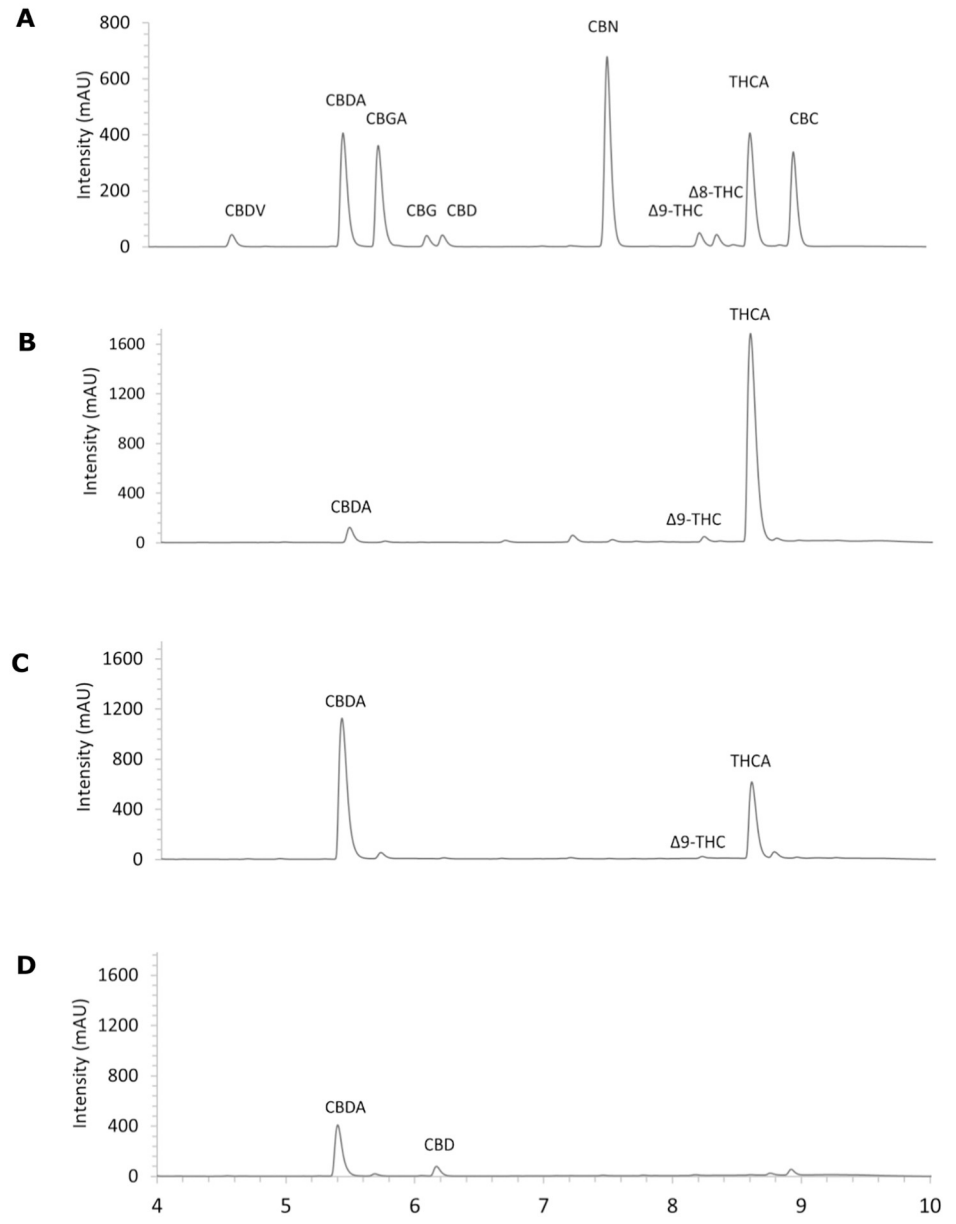 A
Intensity (mAU)
800
600
400
200
0
CBDV
CBDA
CBGA
CBG
CBD
CBN
Δ9-THC
Δ8-THC
THCA
CBC
B
Intensity (mAU)
1600
1200
800
400
0
CBDA
Δ9-THC
THCA
C
Intensity (mAU)
1600
1200
800
400
0
CBDA
Δ9-THC
THCA
D
Intensity (mAU)
1600
1200
800
400
0
CBDA
CBD
4 5 6 7 8 9 10